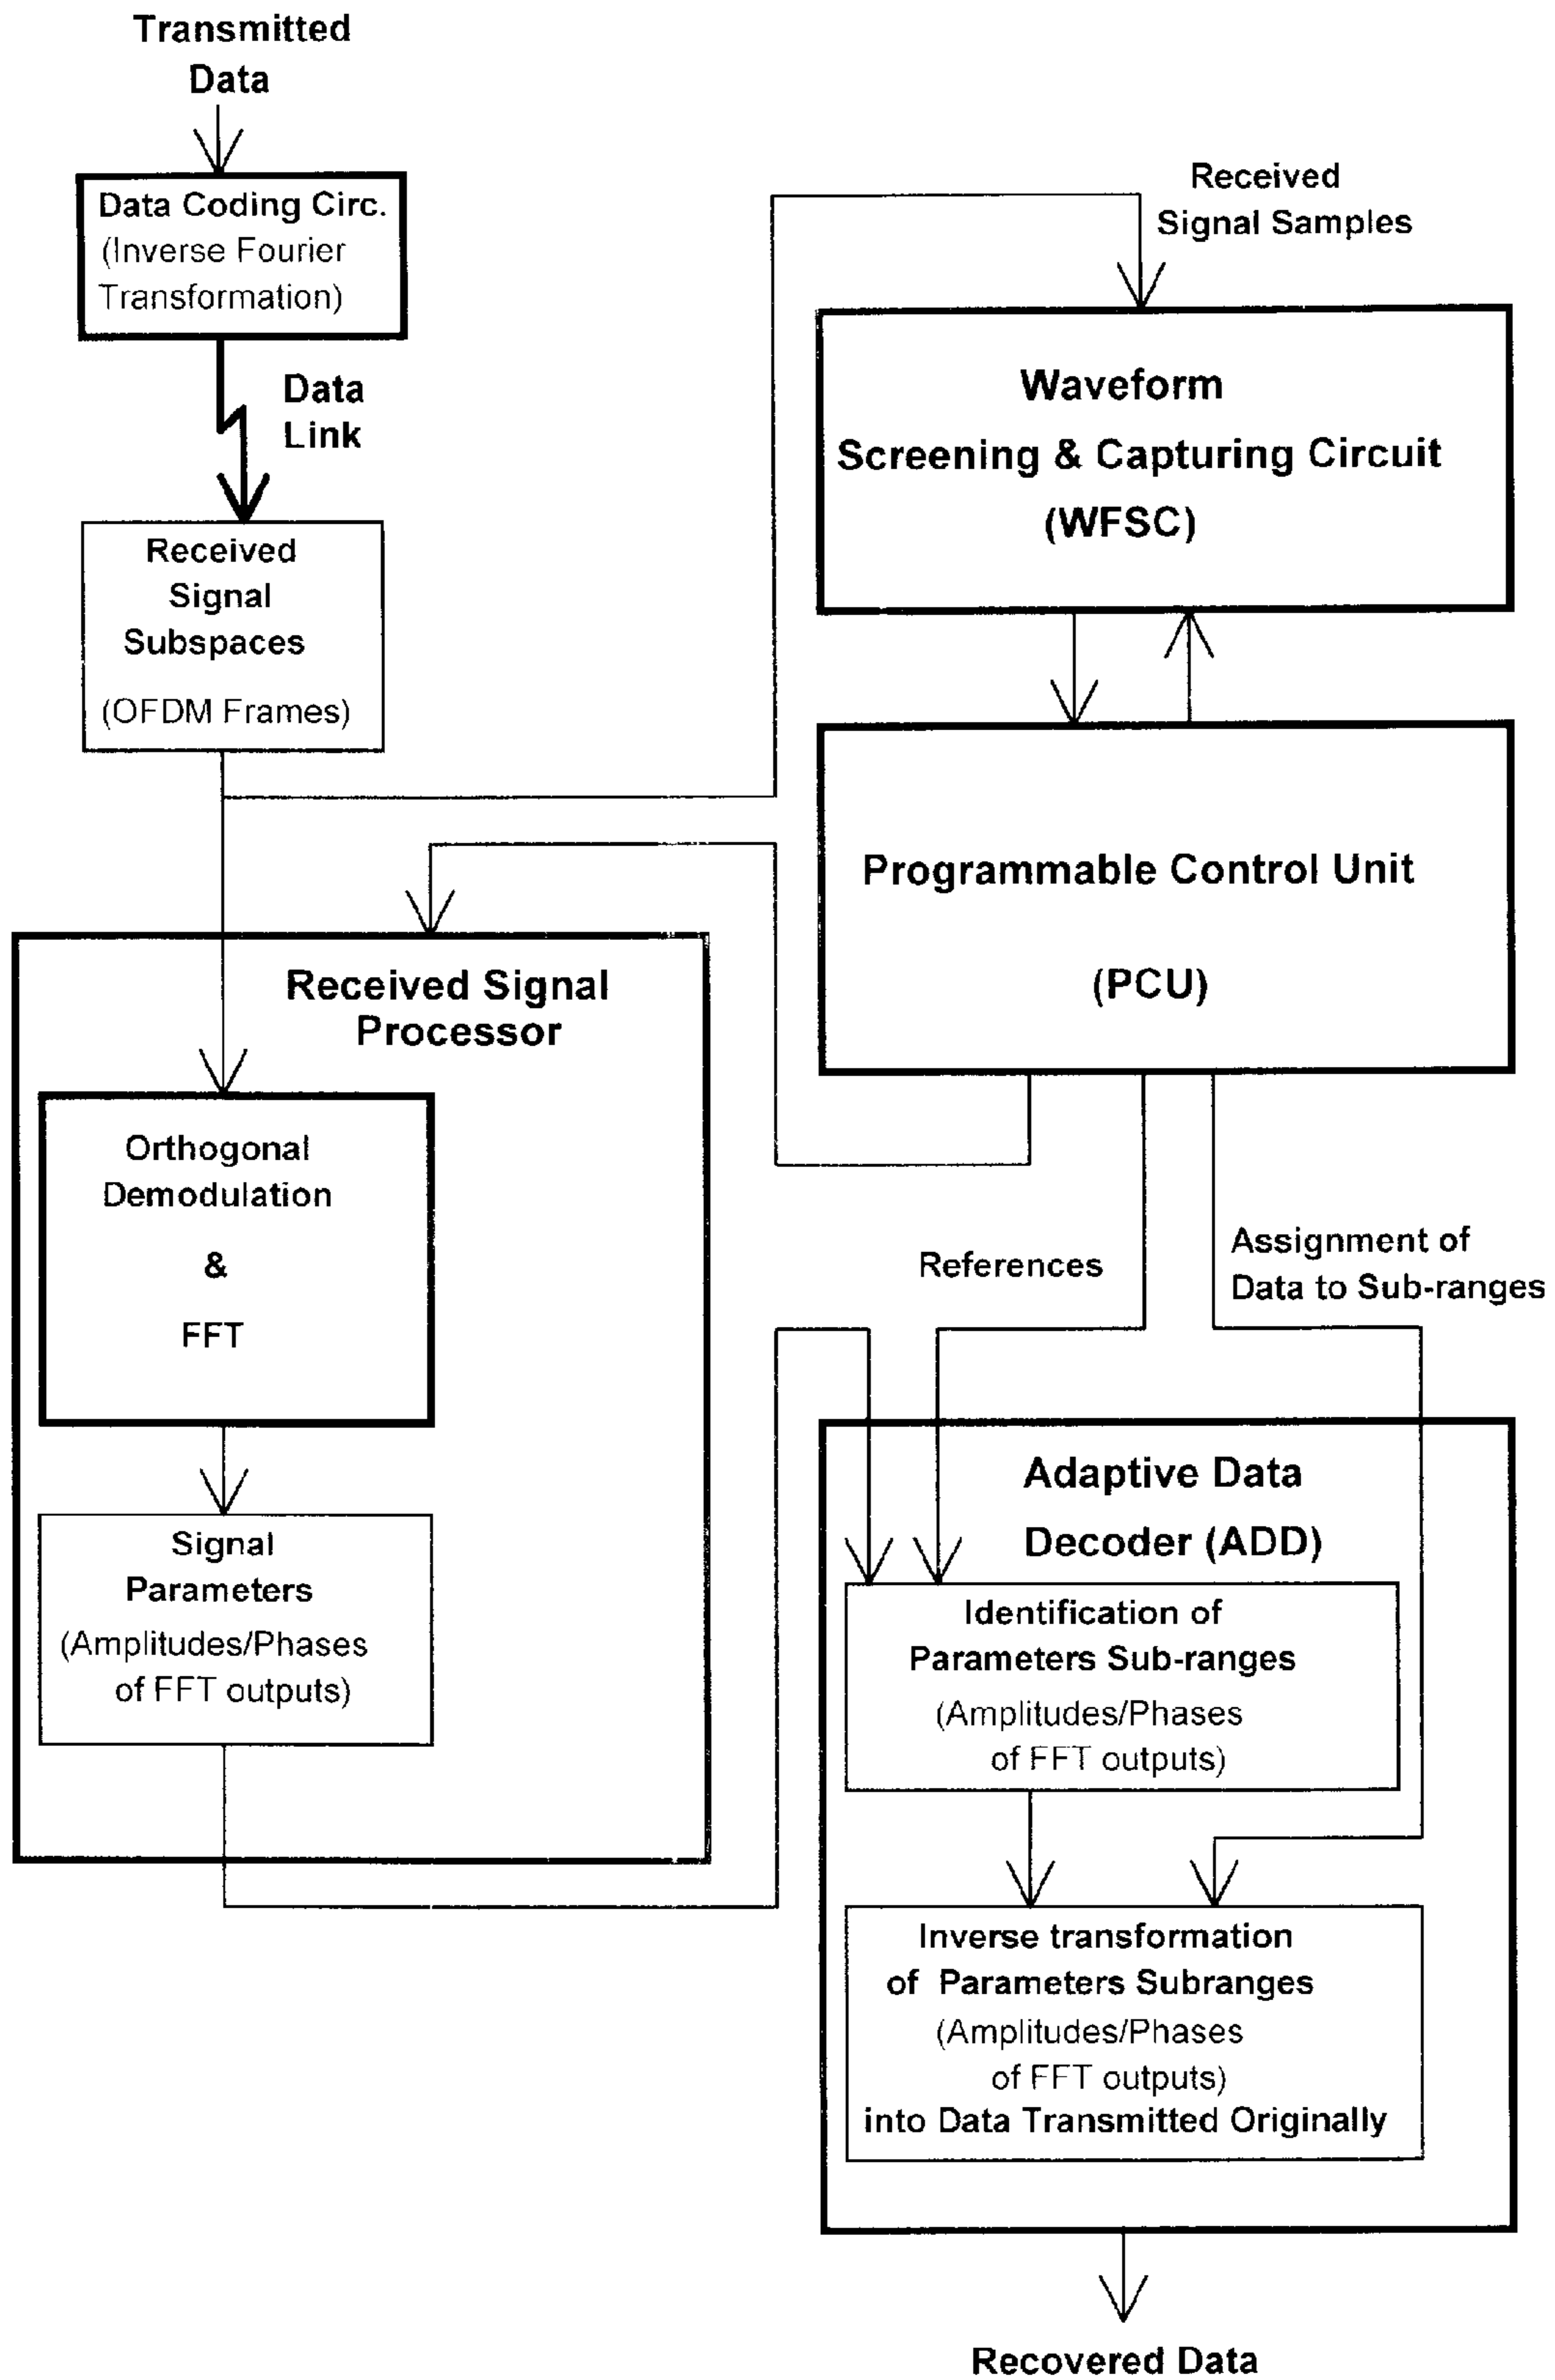 Transmitted
Data
Data Coding Circ.
(Inverse Fourier
Transformation)
Data
Link
Received
Signal
Subspaces
(OFDM Frames)
Received
Signal Samples
Waveform
Screening & Capturing Circuit
(WFSC)
Programmable Control Unit
(PCU)
Received Signal
Processor
Orthogonal
Demodulation
&
FFT
Signal
Parameters
(Amplitudes/Phases
of FFT outputs)
References
Assignment of
Data to Sub-ranges
Adaptive Data
Decoder (ADD)
Identification of
Parameters Sub-ranges
(Amplitudes/Phases
of FFT outputs)
Inverse transformation
of Parameters Subranges
(Amplitudes/Phases
of FFT outputs)
into Data Transmitted Originally
Recovered Data